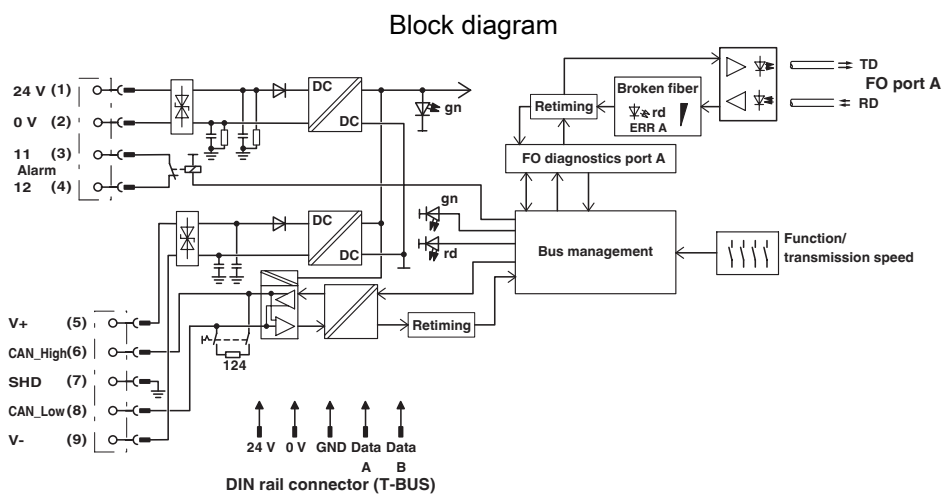 Block diagram
24 V (1)
0 V (2)
11 (3)
Alarm
12 (4)
DC
DC
gn
Retiming
Broken fiber
rd
ERR A
TD
FO port A
RD
FO diagnostics port A
DC
DC
gn
rd
Bus management
Function/
transmission speed
V+ (5)
CAN_High (6)
SHD (7)
CAN_Low (8)
V- (9)
Retiming
124
24 V 0 V GND Data Data
A B
DIN rail connector (T-BUS)